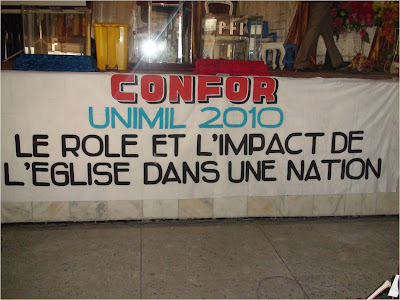 CONFOR
UNIMIL 2010
LE ROLE ET L'IMPACT DE
L'EGLISE DANS UNE NATION